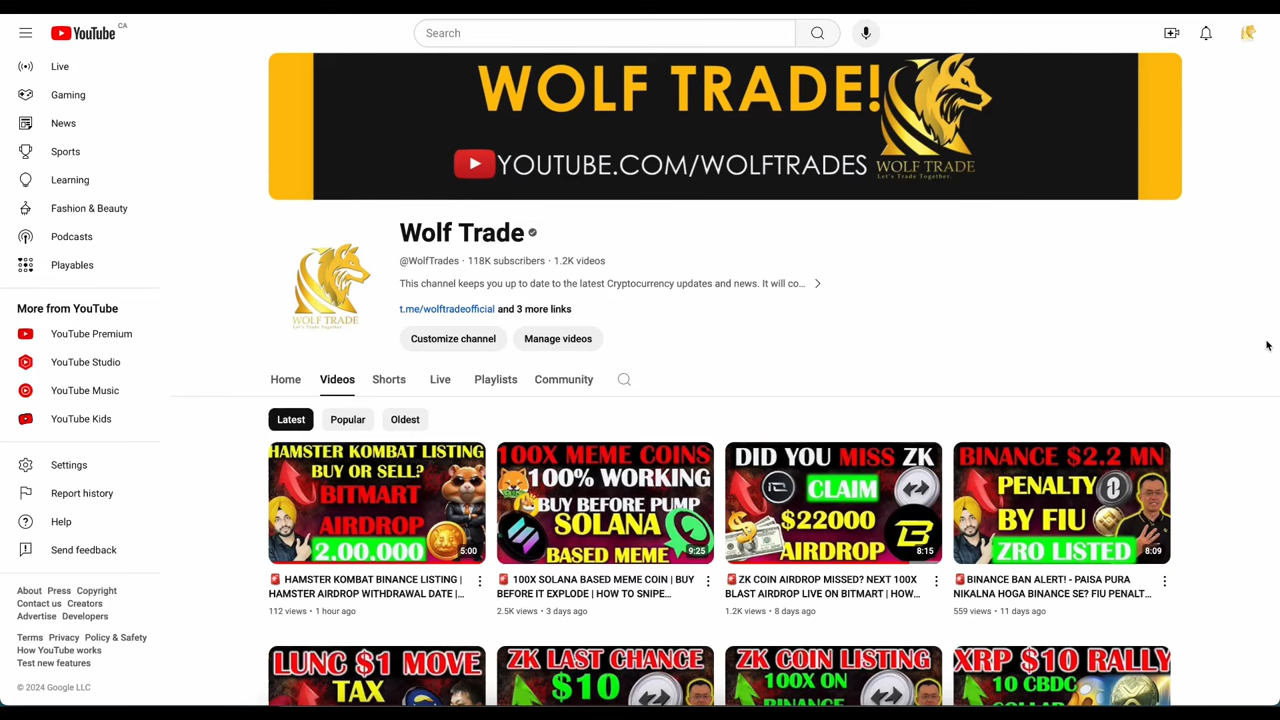 YouTube CA
Search
Live
Gaming
News
Sports
Learning
Fashion & Beauty
Podcasts
Playables
More from YouTube
YouTube Premium
YouTube Studio
YouTube Music
YouTube Kids
Settings
Report history
Help
Send feedback
About Press Copyright
Contact us Creators
Advertise Developers
Terms Privacy Policy & Safety
How YouTube works
Test new features
© 2024 Google LLC
WOLF TRADE!
YOUTUBE.COM/WOLFTRADES
WOLF TRADE
Let's Trade Together.
WOLF TRADE
Let's Trade Together.
Wolf Trade
@WolfTrades · 118K subscribers · 1.2K videos
This channel keeps you up to date to the latest Cryptocurrency updates and news. It will co...
t.me/wolftradeofficial and 3 more links
Customize channel Manage videos
Home Videos Shorts Live Playlists Community
Latest Popular Oldest
HAMSTER KOMBAT LISTING
BUY OR SELL?
BITMART
AIRDROP
2,00,000
5:00
🚨 HAMSTER KOMBAT BINANCE LISTING |
HAMSTER AIRDROP WITHDRAWAL DATE |...
112 views · 1 hour ago
100X MEME COINS
100% WORKING
BUY BEFORE PUMP
SOLANA
BASED MEME
9:25
🚨 100X SOLANA BASED MEME COIN | BUY
BEFORE IT EXPLODE | HOW TO SNIPE...
2.5K views · 3 days ago
DID YOU MISS ZK
CLAIM
$22000
AIRDROP
8:15
🚨ZK COIN AIRDROP MISSED? NEXT 100X
BLAST AIRDROP LIVE ON BITMART | HOW...
1.2K views · 8 days ago
BINANCE $2.2 MN
PENALTY
BY FIU
ZRO LISTED
8:09
🚨BINANCE BAN ALERT! - PAISA PURA
NIKALNA HOGA BINANCE SE? FIU PENALT...
559 views · 11 days ago
LUNC $1 MOVE
TAX
ZK LAST CHANCE
$10
ZK COIN LISTING
100X ON
BINANCE
XRP $10 RALLY
10 CBDC
COLLAB